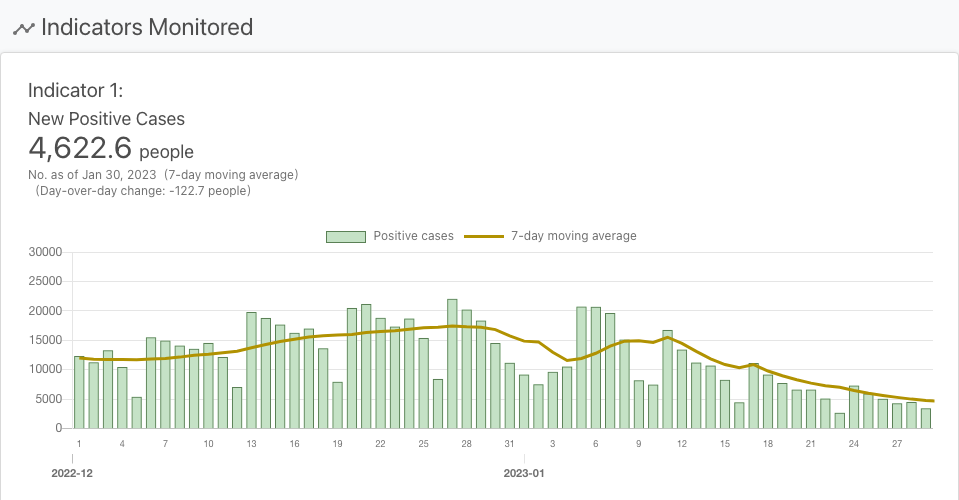 Indicators Monitored
Indicator 1:
New Positive Cases
4,622.6 people
No. as of Jan 30, 2023 (7-day moving average)
(Day-over-day change: -122.7 people)
Positive cases 7-day moving average
30000
25000
20000
15000
10000
5000
0
1 4 7 10 13 16 19 22 25 28 31 3 6 9 12 15 18 21 24 27
2022-12 2023-01